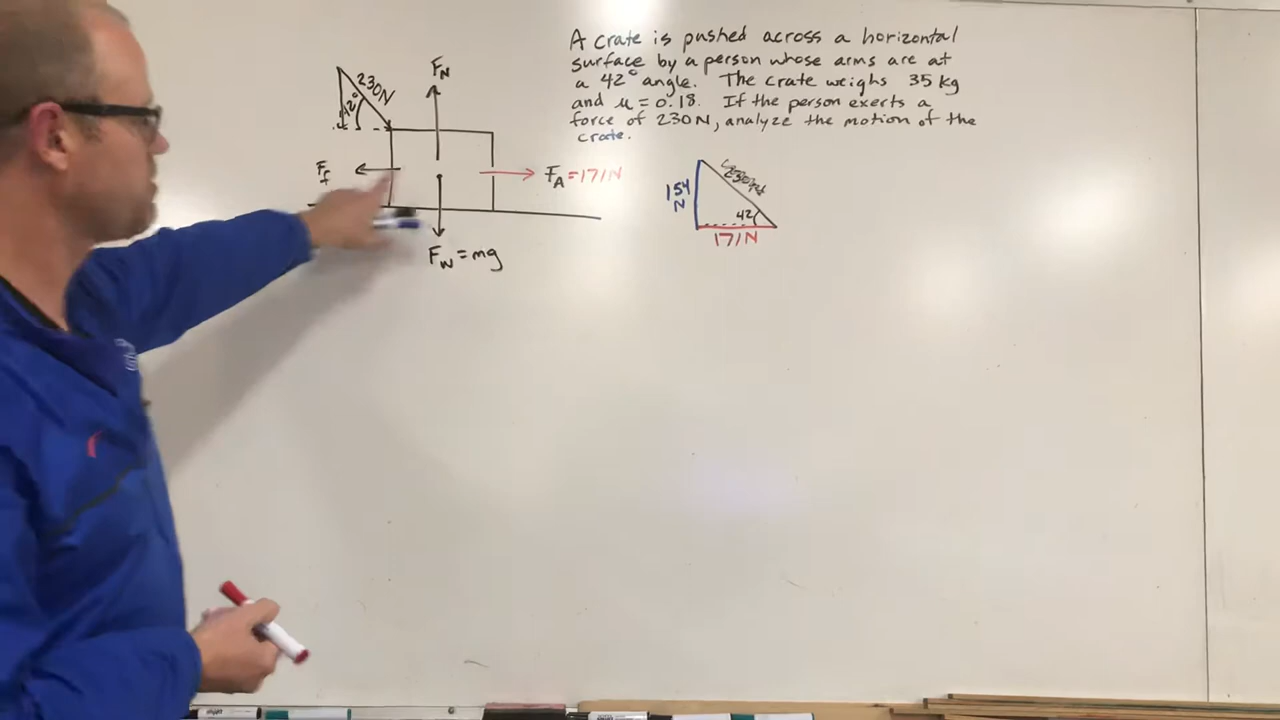 A crate is pushed across a horizontal
surface by a person whose arms are at
a 42° angle. The crate weighs 35 kg
and μ = 0.18. If the person exerts a
force of 230 N, analyze the motion of the
crate.
230N
42°
F_N
F_f
F_A = 171N
F_W = mg
154
N
42
171N